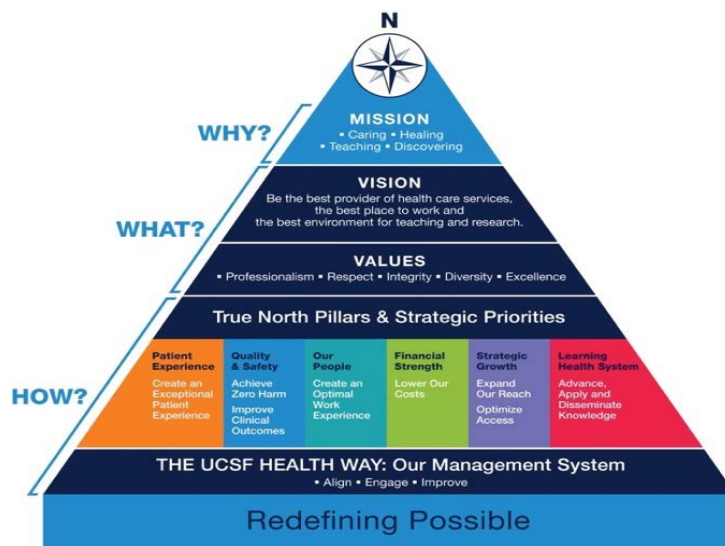 N
WHY?
MISSION
▪ Caring ▪ Healing
▪ Teaching ▪ Discovering
WHAT?
VISION
Be the best provider of health care services,
the best place to work and
the best environment for teaching and research.
VALUES
▪ Professionalism ▪ Respect ▪ Integrity ▪ Diversity ▪ Excellence
HOW?
True North Pillars & Strategic Priorities
Patient
Experience
Create an
Exceptional
Patient
Experience
Quality
& Safety
Achieve
Zero Harm
Improve
Clinical
Outcomes
Our
People
Create an
Optimal
Work
Experience
Financial
Strength
Lower Our
Costs
Strategic
Growth
Expand
Our Reach
Optimize
Access
Learning
Health System
Advance,
Apply and
Disseminate
Knowledge
THE UCSF HEALTH WAY: Our Management System
▪ Align ▪ Engage ▪ Improve
Redefining Possible